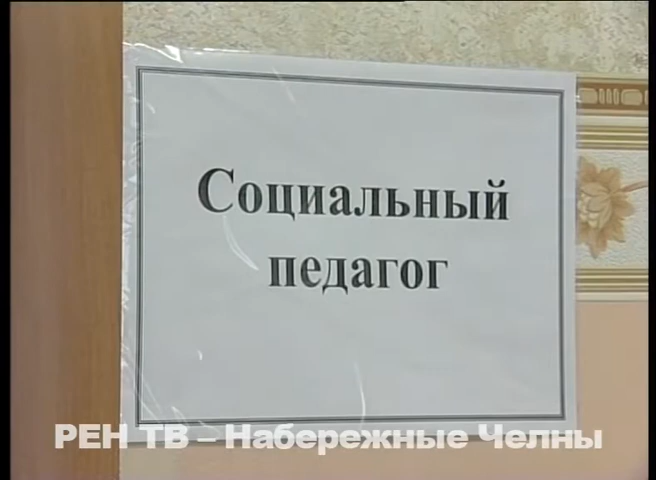 Социальный
педагог
РЕН ТВ – Набережные Челны